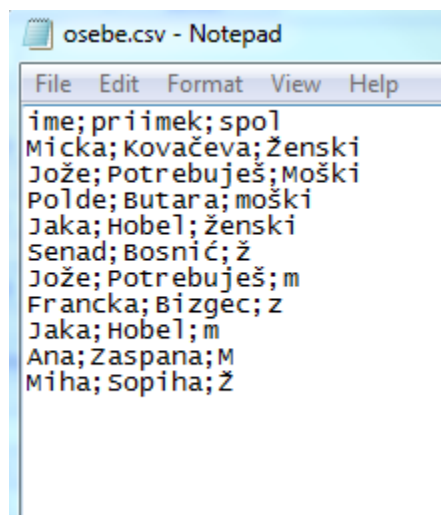 osebe.csv - Notepad
File Edit Format View Help
ime;priimek;spol
Micka;Kovačeva;Ženski
Jože;Potrebuješ;Moški
Polde;Butara;moški
Jaka;Hobel;ženski
Senad;Bosnić;ž
Jože;Potrebuješ;m
Francka;Bizgec;z
Jaka;Hobel;m
Ana;Zaspana;M
Miha;Sopiha;Ž